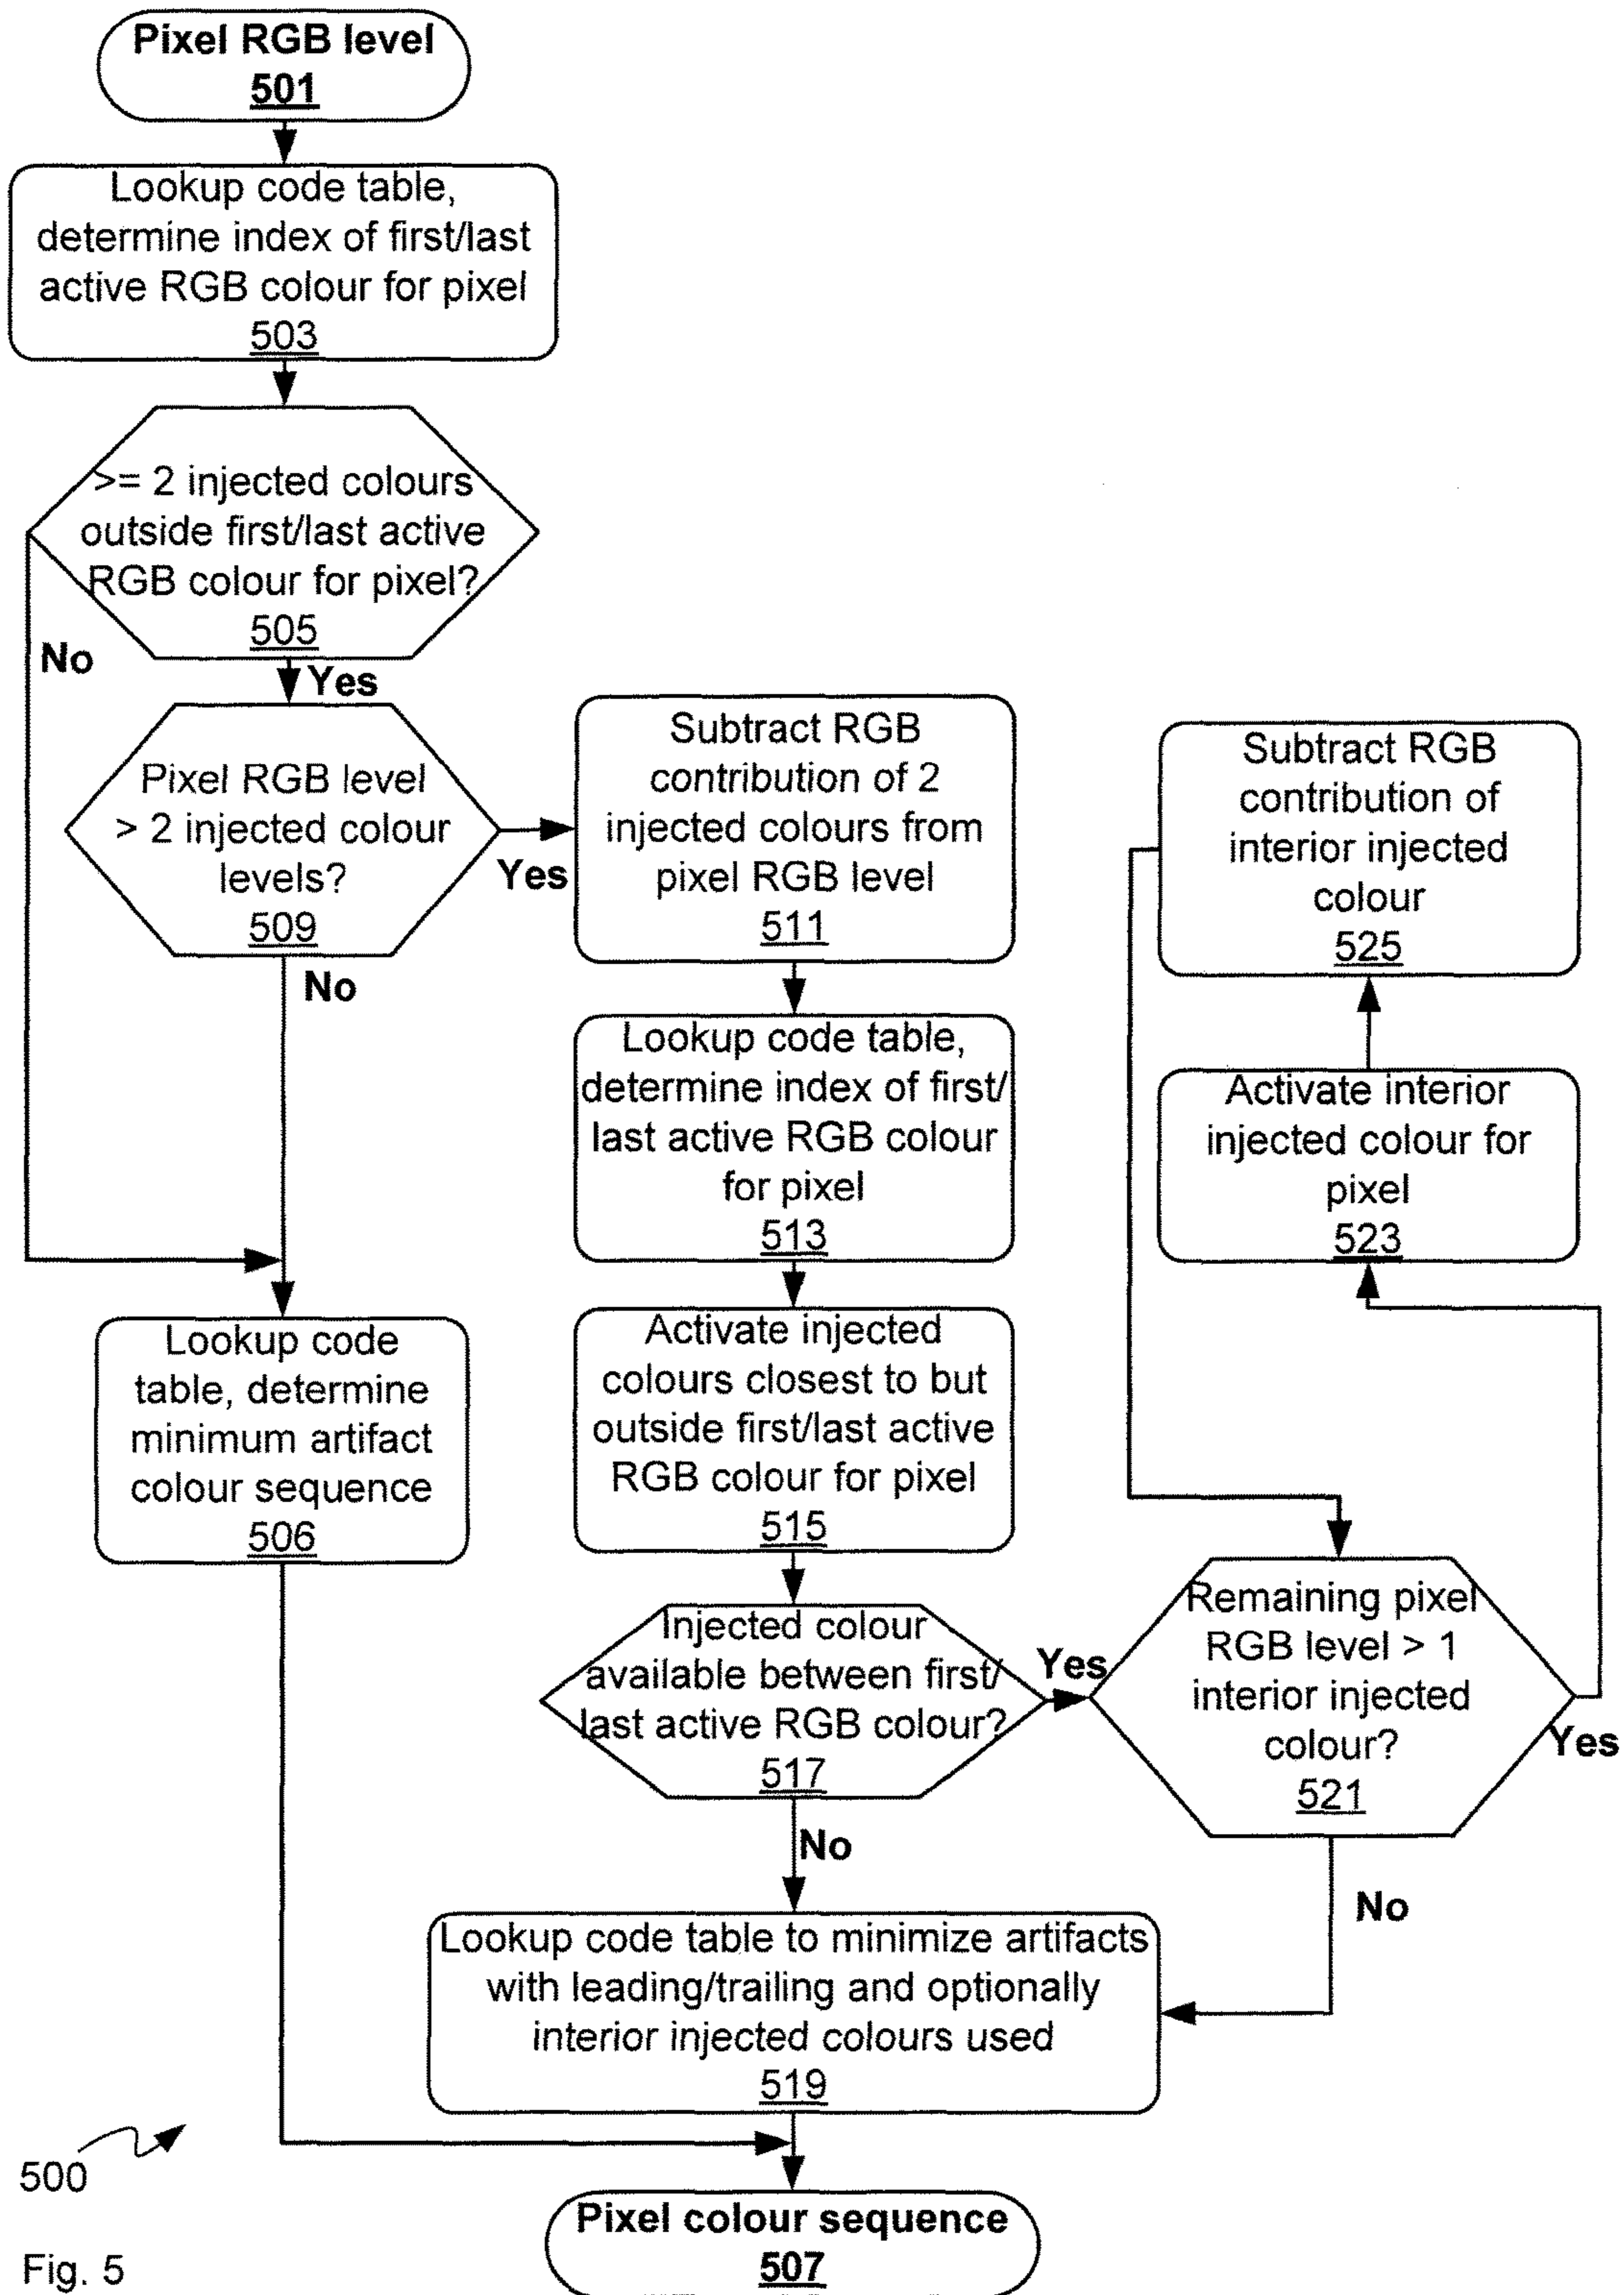 Pixel RGB level
501
Lookup code table,
determine index of first/last
active RGB colour for pixel
503
>= 2 injected colours
outside first/last active
RGB colour for pixel?
505
No
Yes
Pixel RGB level
> 2 injected colour
levels?
509
Yes
No
Subtract RGB
contribution of 2
injected colours from
pixel RGB level
511
Lookup code table,
determine index of first/
last active RGB colour
for pixel
513
Activate injected
colours closest to but
outside first/last active
RGB colour for pixel
515
Injected colour
available between first/
last active RGB colour?
517
Yes
No
Subtract RGB
contribution of
interior injected
colour
525
Activate interior
injected colour for
pixel
523
Remaining pixel
RGB level > 1
interior injected
colour?
521
Yes
No
Lookup code
table, determine
minimum artifact
colour sequence
506
Lookup code table to minimize artifacts
with leading/trailing and optionally
interior injected colours used
519
Pixel colour sequence
507
500
Fig. 5